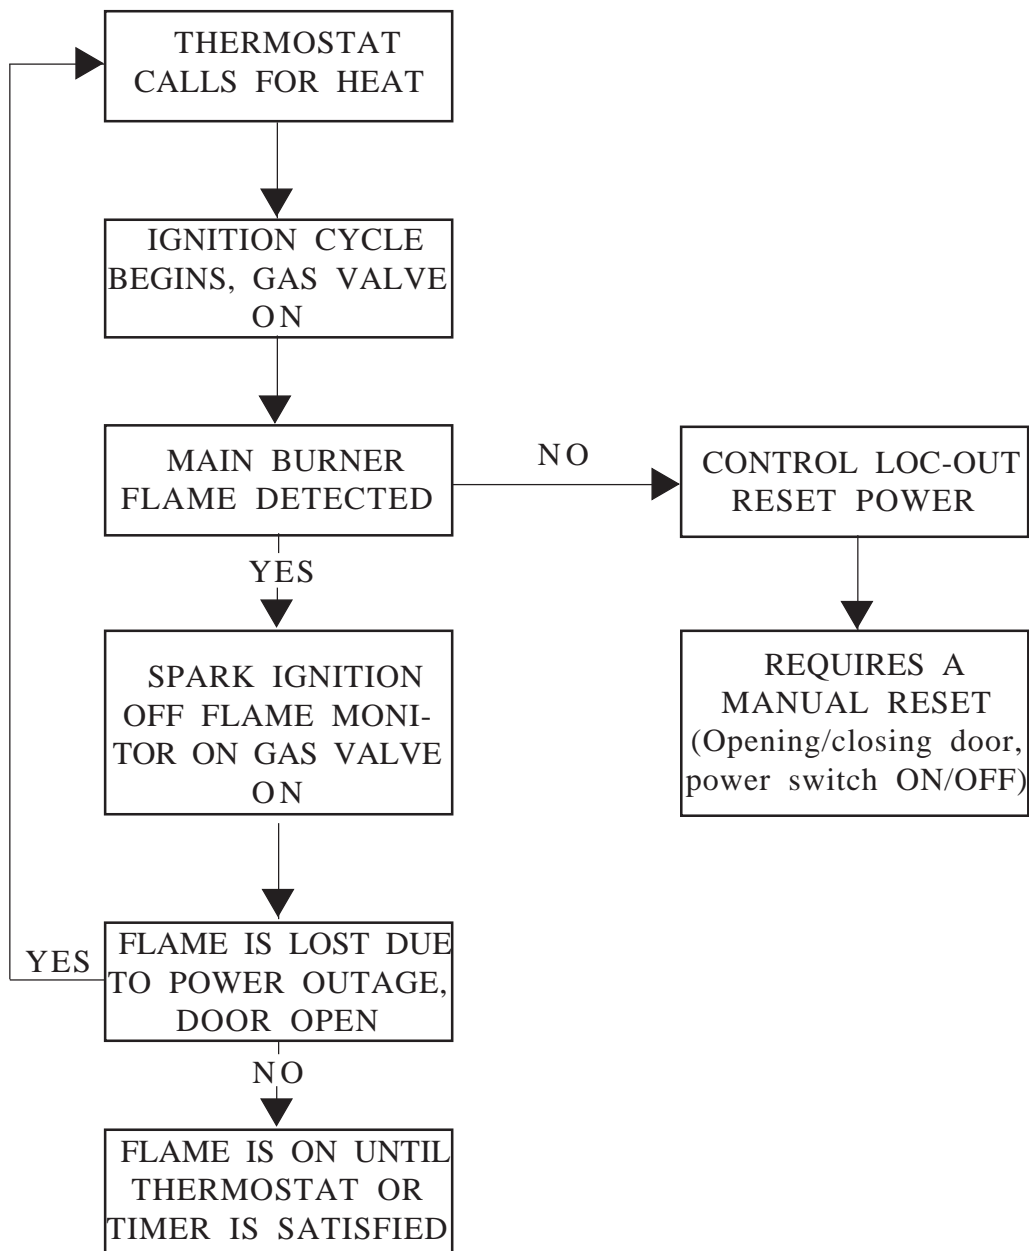 THERMOSTAT
CALLS FOR HEAT
IGNITION CYCLE
BEGINS, GAS VALVE
ON
MAIN BURNER
FLAME DETECTED
NO
CONTROL LOC-OUT
RESET POWER
YES
SPARK IGNITION
OFF FLAME MONI-
TOR ON GAS VALVE
ON
REQUIRES A
MANUAL RESET
(Opening/closing door,
power switch ON/OFF)
YES
FLAME IS LOST DUE
TO POWER OUTAGE,
DOOR OPEN
NO
FLAME IS ON UNTIL
THERMOSTAT OR
TIMER IS SATISFIED